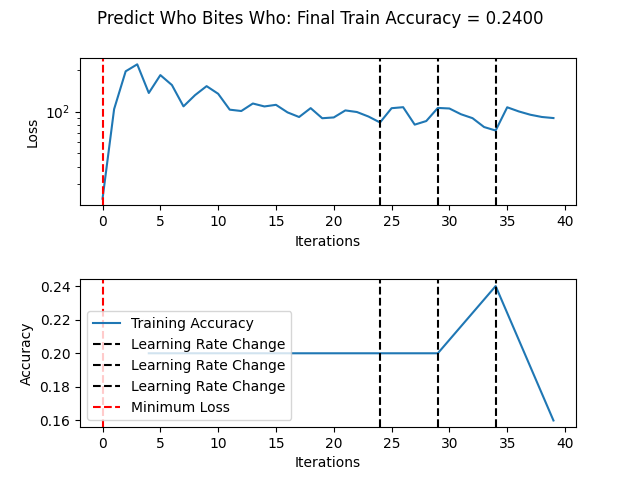 Predict Who Bites Who: Final Train Accuracy = 0.2400
10²
Loss
0 5 10 15 20 25 30 35 40
Iterations
0.24
0.22
0.20
0.18
0.16
Accuracy
Training Accuracy
Learning Rate Change
Learning Rate Change
Learning Rate Change
Minimum Loss
0 5 10 15 20 25 30 35 40
Iterations